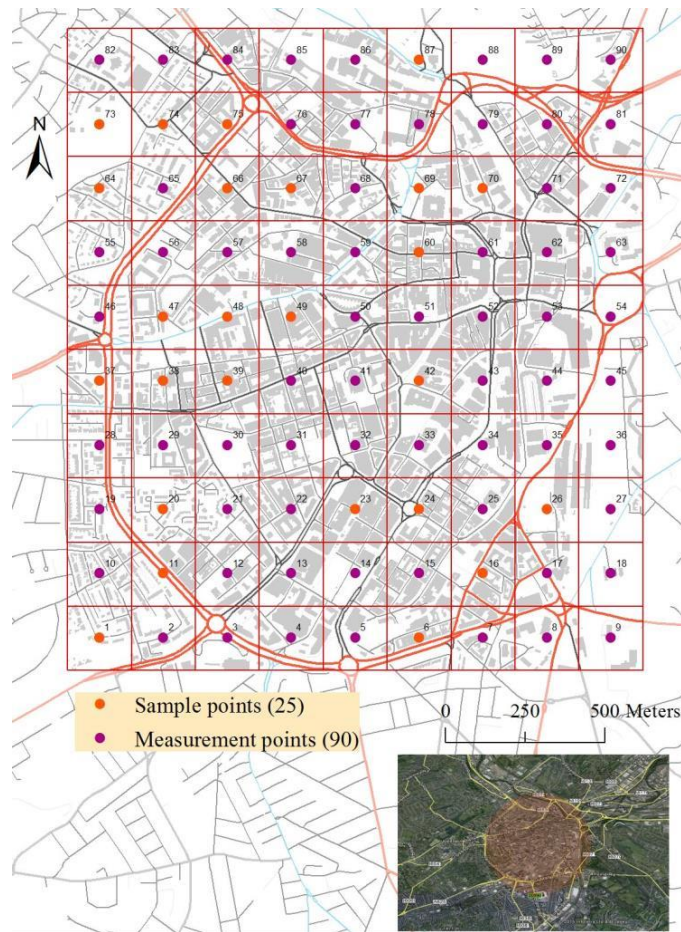 82 83 84 85 86 87 88 89 90
73 74 75 76 77 78 79 80 81
N
64 65 66 67 68 69 70 71 72
55 56 57 58 59 60 61 62 63
46 47 48 49 50 51 52 53 54
37 38 39 40 41 42 43 44 45
28 29 30 31 32 33 34 35 36
19 20 21 22 23 24 25 26 27
10 11 12 13 14 15 16 17 18
1 2 3 4 5 6 7 8 9
Sample points (25)
Measurement points (90)
0 250 500 Meters